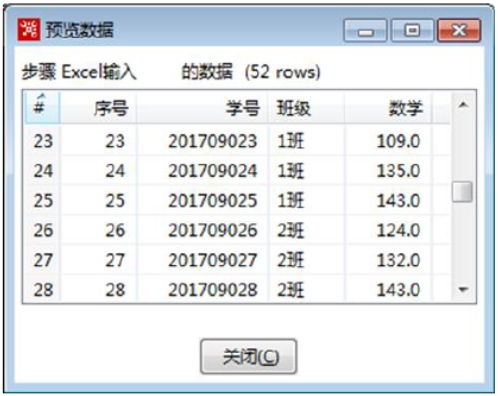 预览数据
步骤 Excel输入 的数据 (52 rows)
# 序号 学号 班级 数学
23 23 201709023 1班 109.0
24 24 201709024 1班 135.0
25 25 201709025 1班 143.0
26 26 201709026 2班 124.0
27 27 201709027 2班 132.0
28 28 201709028 2班 143.0
关闭(C)